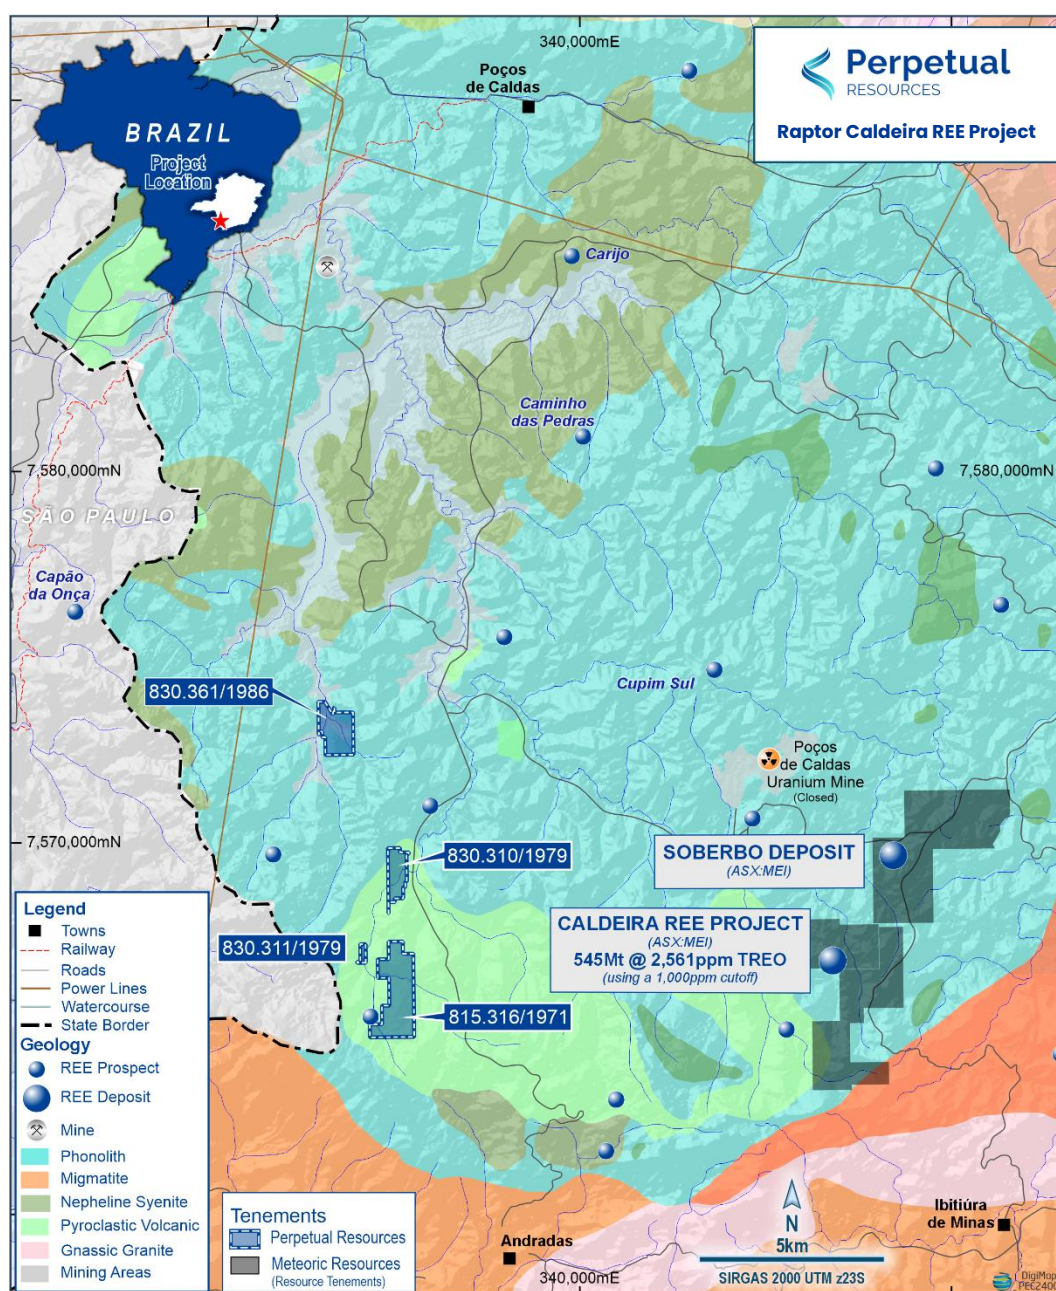 340,000mE
Perpetual
RESOURCES
Raptor Caldeira REE Project
Poços
de Caldas
BRAZIL
Project
Location
Carijo
Caminho
das Pedras
7,580,000mN
7,580,000mN
SÃO PAULO
Capão
da Onça
830.361/1986
Cupim Sul
Poços
de Caldas
Uranium Mine
(Closed)
7,570,000mN
830.310/1979
SOBERBO DEPOSIT
(ASX:MEI)
CALDEIRA REE PROJECT
(ASX:MEI)
545Mt @ 2,561ppm TREO
(using a 1,000ppm cutoff)
830.311/1979
815.316/1971
Legend
Towns
Railway
Roads
Power Lines
Watercourse
State Border
Geology
REE Prospect
REE Deposit
Mine
Phonolith
Migmatite
Nepheline Syenite
Pyroclastic Volcanic
Gnassic Granite
Mining Areas
Tenements
Perpetual Resources
Meteoric Resources
(Resource Tenements)
Andradas
Ibitiúra
de Minas
N
5km
SIRGAS 2000 UTM z23S
340,000mE
DigiMap